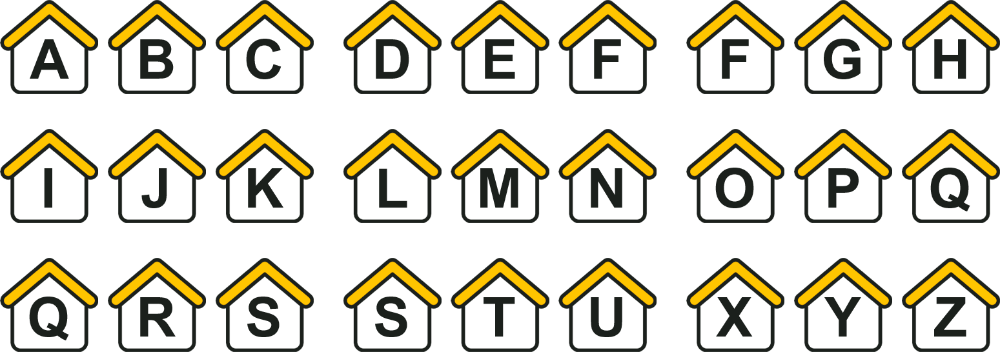 A B C D E F F G H
I J K L M N O P Q
Q R S S T U X Y Z